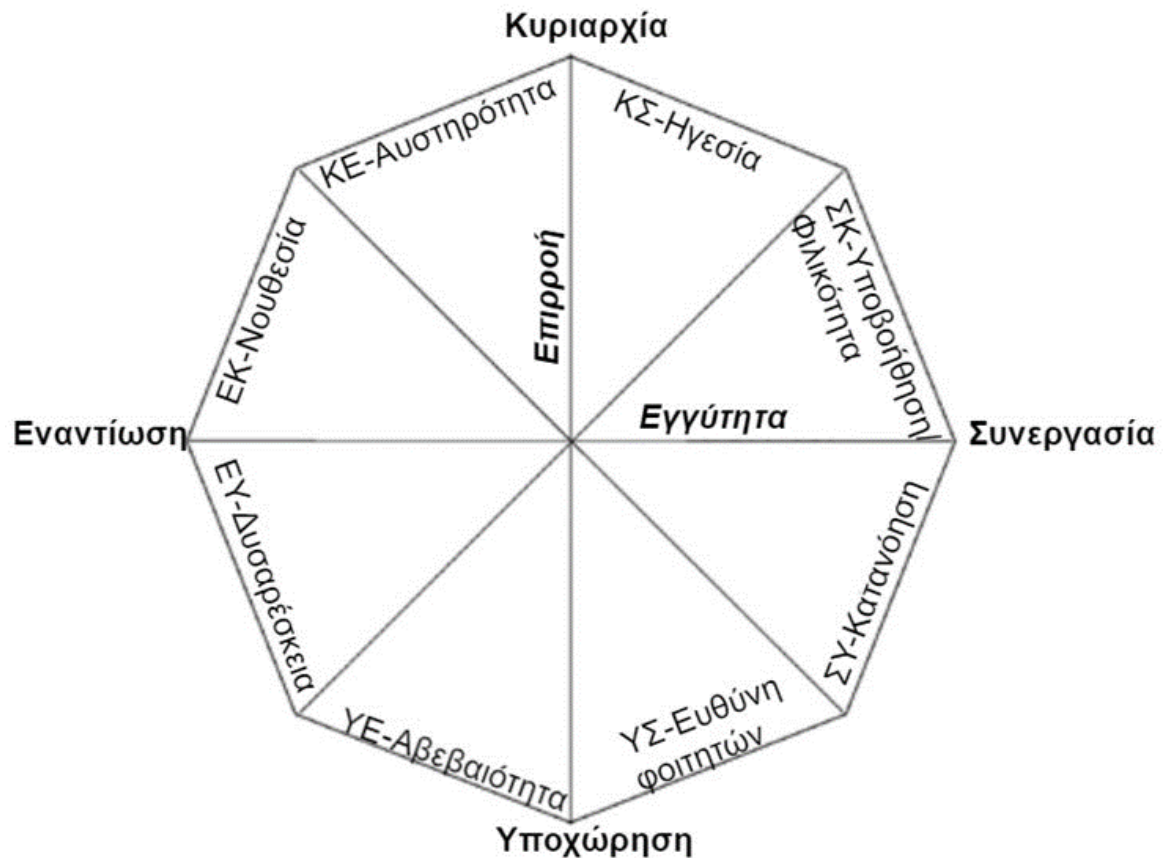 Κυριαρχία
ΚΕ-Αυστηρότητα
ΚΣ-Ηγεσία
ΕΚ-Νουθεσία
Επιρροή
ΣΚ-Υποβοήθηση/
Φιλικότητα
Εναντίωση
Εγγύτητα
Συνεργασία
ΕΥ-Δυσαρέσκεια
ΣΥ-Κατανόηση
ΥΕ-Αβεβαιότητα
ΥΣ-Ευθύνη
φοιτητών
Υποχώρηση